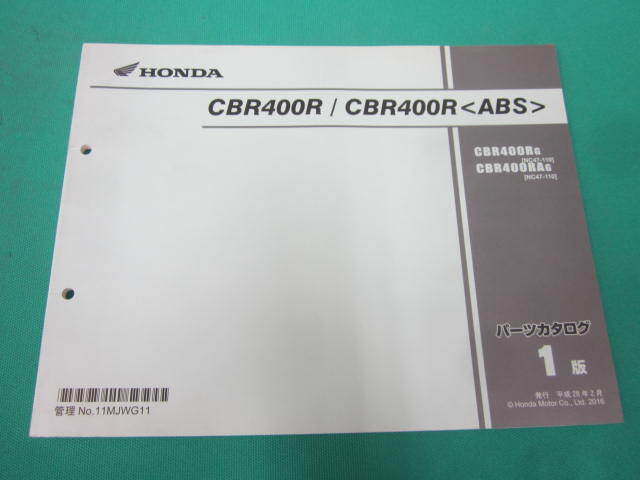 HONDA
CBR400R / CBR400R<ABS>
CBR400RG
[NC47-110]
CBR400RAG
[NC47-110]
パーツカタログ
1 版
発行 平成28年2月
© Honda Motor Co., Ltd. 2016
管理 No.11MJWG11